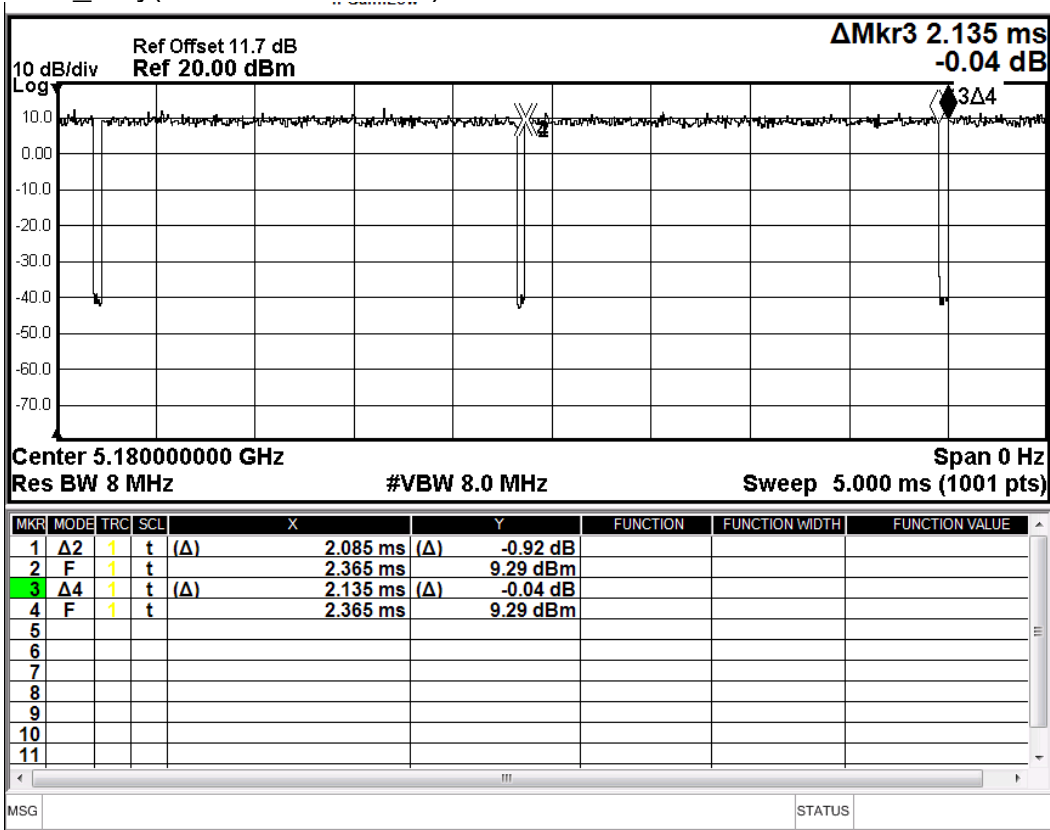 ΔMkr3 2.135 ms
-0.04 dB
Ref Offset 11.7 dB
10 dB/div Ref 20.00 dBm
Log
3Δ4
10.0
0.00
-10.0
-20.0
-30.0
-40.0
-50.0
-60.0
-70.0
Center 5.180000000 GHz Span 0 Hz
Res BW 8 MHz #VBW 8.0 MHz Sweep 5.000 ms (1001 pts)
MKR MODE TRC SCL X Y FUNCTION FUNCTION WIDTH FUNCTION VALUE
1 Δ2 1 t (Δ) 2.085 ms (Δ) -0.92 dB
2 F 1 t 2.365 ms 9.29 dBm
3 Δ4 1 t (Δ) 2.135 ms (Δ) -0.04 dB
4 F 1 t 2.365 ms 9.29 dBm
5
6
7
8
9
10
11
MSG STATUS